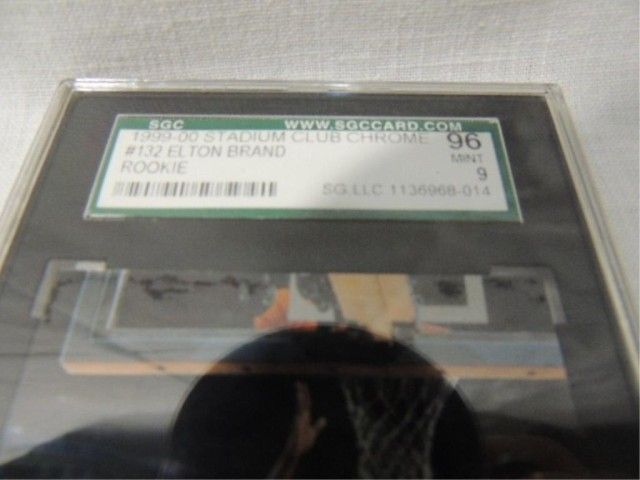 SGC WWW.SGCCARD.COM
1999-00 STADIUM CLUB CHROME 96
#132 ELTON BRAND MINT
ROOKIE 9
SG LLC 1136968-014